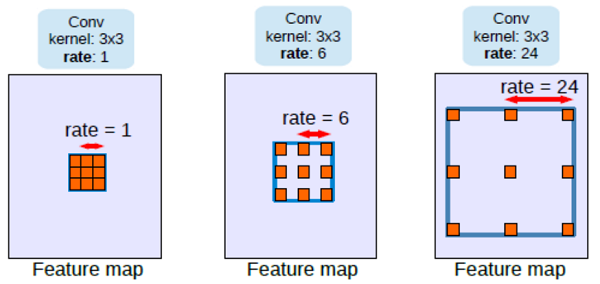 Conv
kernel: 3x3
rate: 1
rate = 1
Feature map
Conv
kernel: 3x3
rate: 6
rate = 6
Feature map
Conv
kernel: 3x3
rate: 24
rate = 24
Feature map